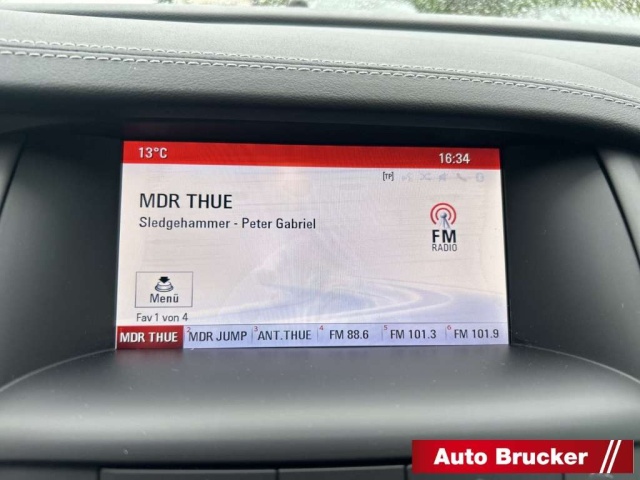 13°C 16:34
[TP]
MDR THUE
Sledgehammer - Peter Gabriel
FM
RADIO
Menü
Fav 1 von 4
MDR THUE 2 MDR JUMP 3 ANT.THUE 4 FM 88.6 5 FM 101.3 6 FM 101.9
Auto Brucker